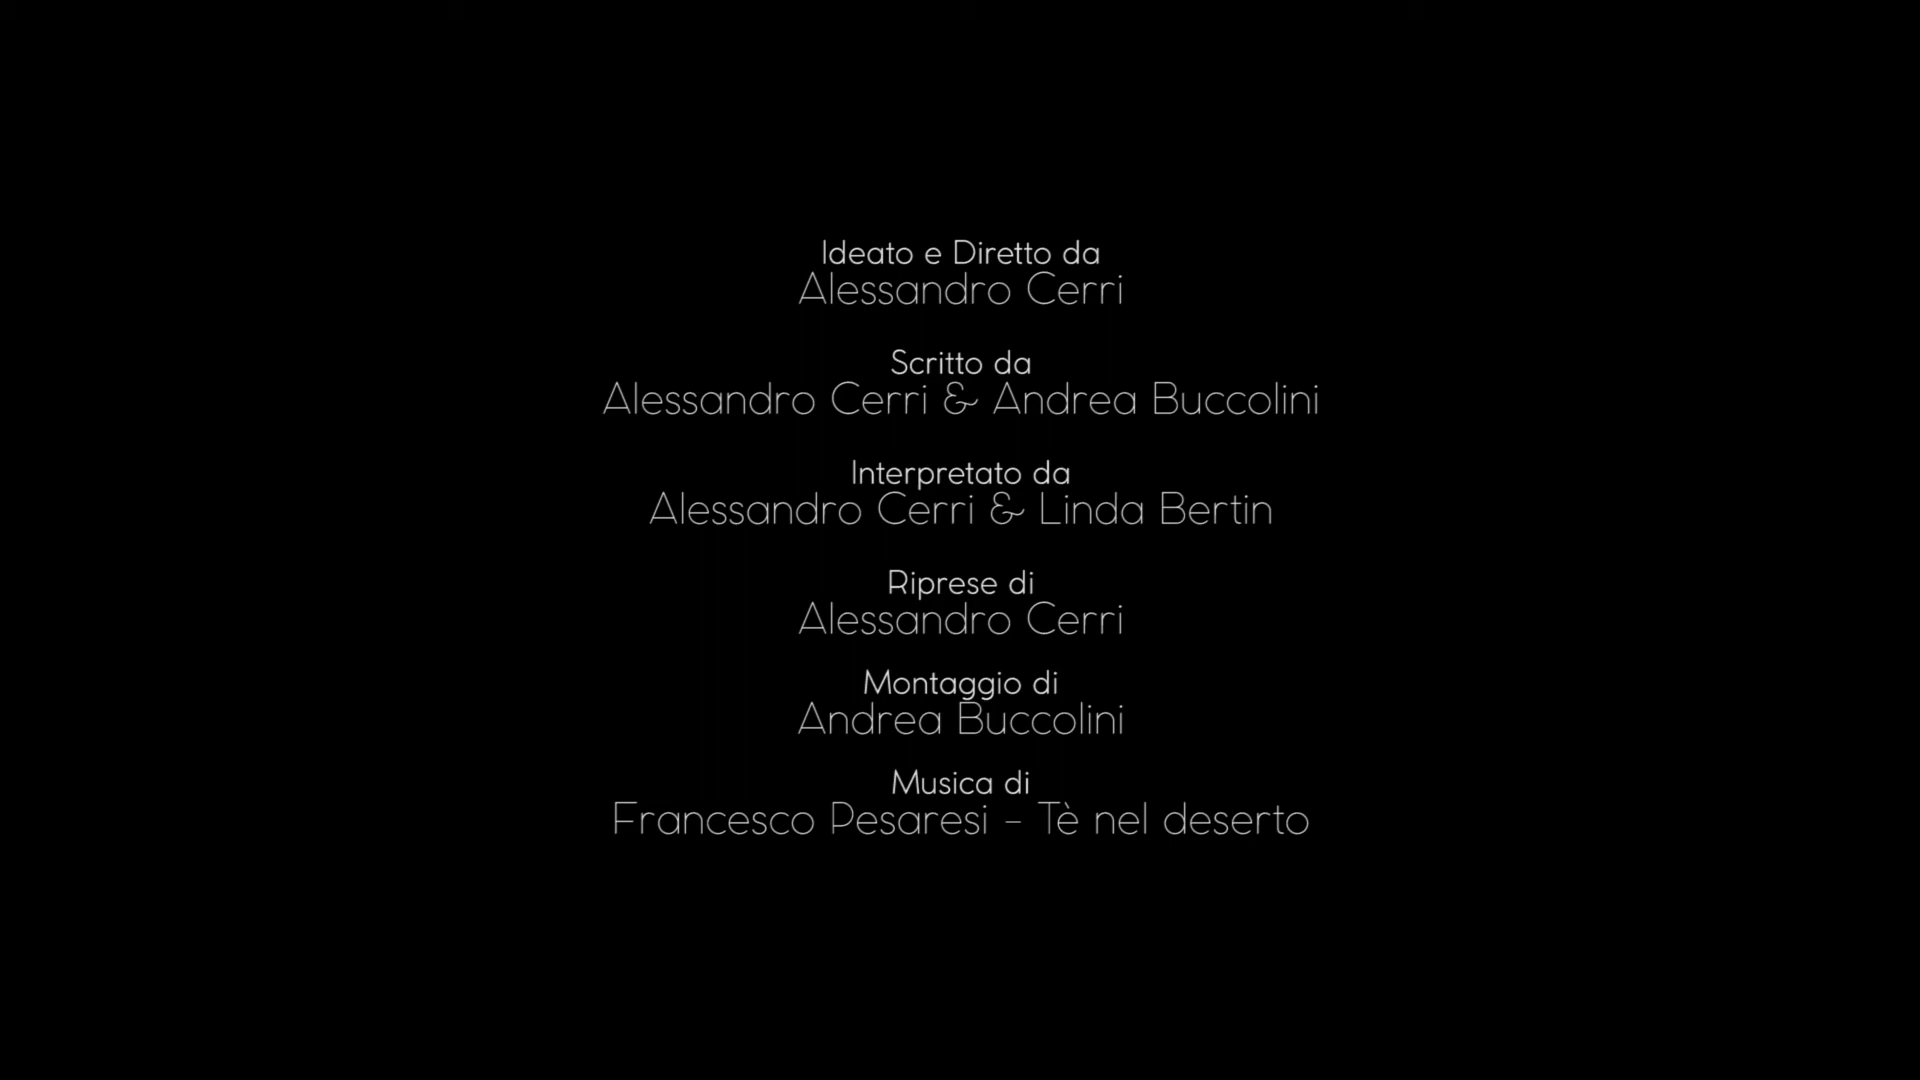 Ideato e Diretto da
Alessandro Cerri
Scritto da
Alessandro Cerri & Andrea Buccolini
Interpretato da
Alessandro Cerri & Linda Bertin
Riprese di
Alessandro Cerri
Montaggio di
Andrea Buccolini
Musica di
Francesco Pesaresi - Tè nel deserto